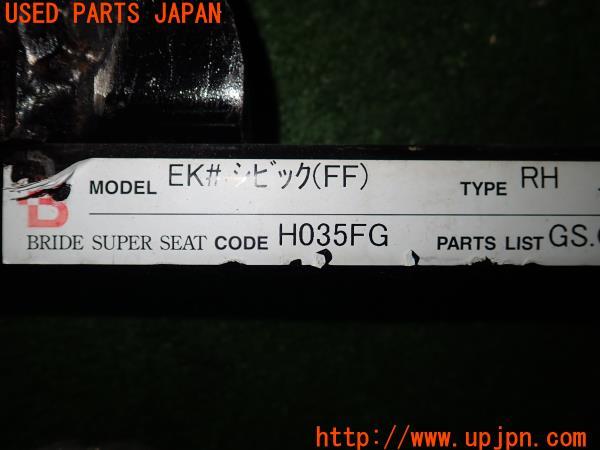 USED PARTS JAPAN
MODEL EK# シビック(FF) TYPE RH
B
BRIDE SUPER SEAT CODE H035FG PARTS LIST GS.
http://www.upjpn.com/